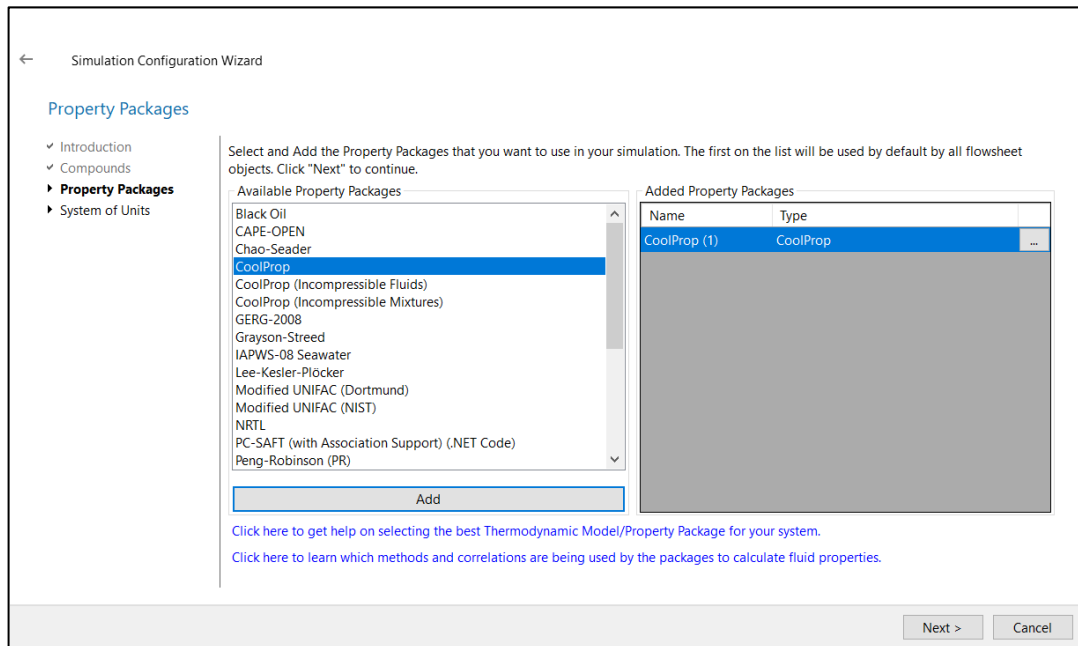 Simulation Configuration Wizard
Property Packages
Introduction
Compounds
Property Packages
System of Units
Select and Add the Property Packages that you want to use in your simulation. The first on the list will be used by default by all flowsheet
objects. Click "Next" to continue.
Available Property Packages
Black Oil
CAPE-OPEN
Chao-Seader
CoolProp
CoolProp (Incompressible Fluids)
CoolProp (Incompressible Mixtures)
GERG-2008
Grayson-Streed
IAPWS-08 Seawater
Lee-Kesler-Plöcker
Modified UNIFAC (Dortmund)
Modified UNIFAC (NIST)
NRTL
PC-SAFT (with Association Support) (.NET Code)
Peng-Robinson (PR)
Add
Added Property Packages
Name Type
CoolProp (1) CoolProp ...
Click here to get help on selecting the best Thermodynamic Model/Property Package for your system.
Click here to learn which methods and correlations are being used by the packages to calculate fluid properties.
Next > Cancel